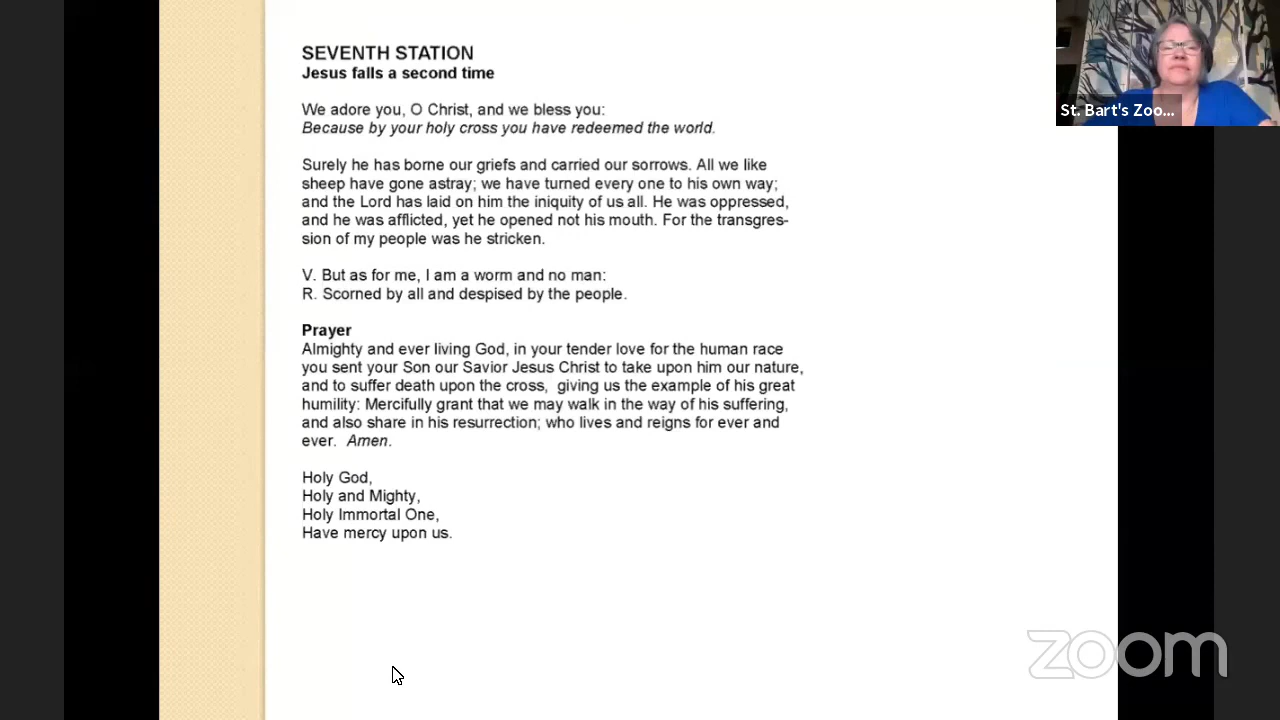 SEVENTH STATION
Jesus falls a second time
We adore you, O Christ, and we bless you:
Because by your holy cross you have redeemed the world.
Surely he has borne our griefs and carried our sorrows. All we like
sheep have gone astray; we have turned every one to his own way;
and the Lord has laid on him the iniquity of us all. He was oppressed,
and he was afflicted, yet he opened not his mouth. For the transgres-
sion of my people was he stricken.
V. But as for me, I am a worm and no man:
R. Scorned by all and despised by the people.
Prayer
Almighty and ever living God, in your tender love for the human race
you sent your Son our Savior Jesus Christ to take upon him our nature,
and to suffer death upon the cross,  giving us the example of his great
humility: Mercifully grant that we may walk in the way of his suffering,
and also share in his resurrection; who lives and reigns for ever and
ever.  Amen.
Holy God,
Holy and Mighty,
Holy Immortal One,
Have mercy upon us.
St. Bart's Zoo...
zoom